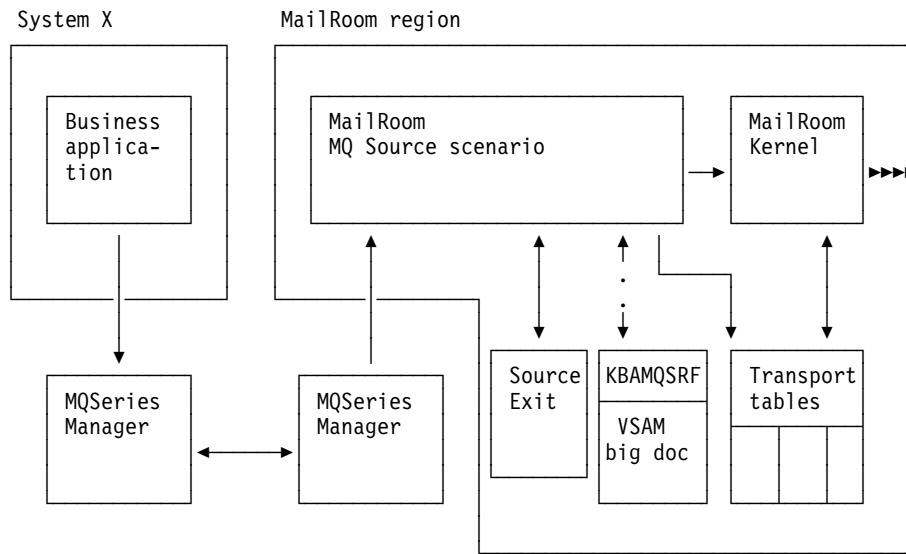 System X
MailRoom region
Business
applica-
tion
MailRoom
MQ Source scenario
MailRoom
Kernel
MQSeries
Manager
MQSeries
Manager
Source
Exit
KBAMQSRF
VSAM
big doc
Transport
tables